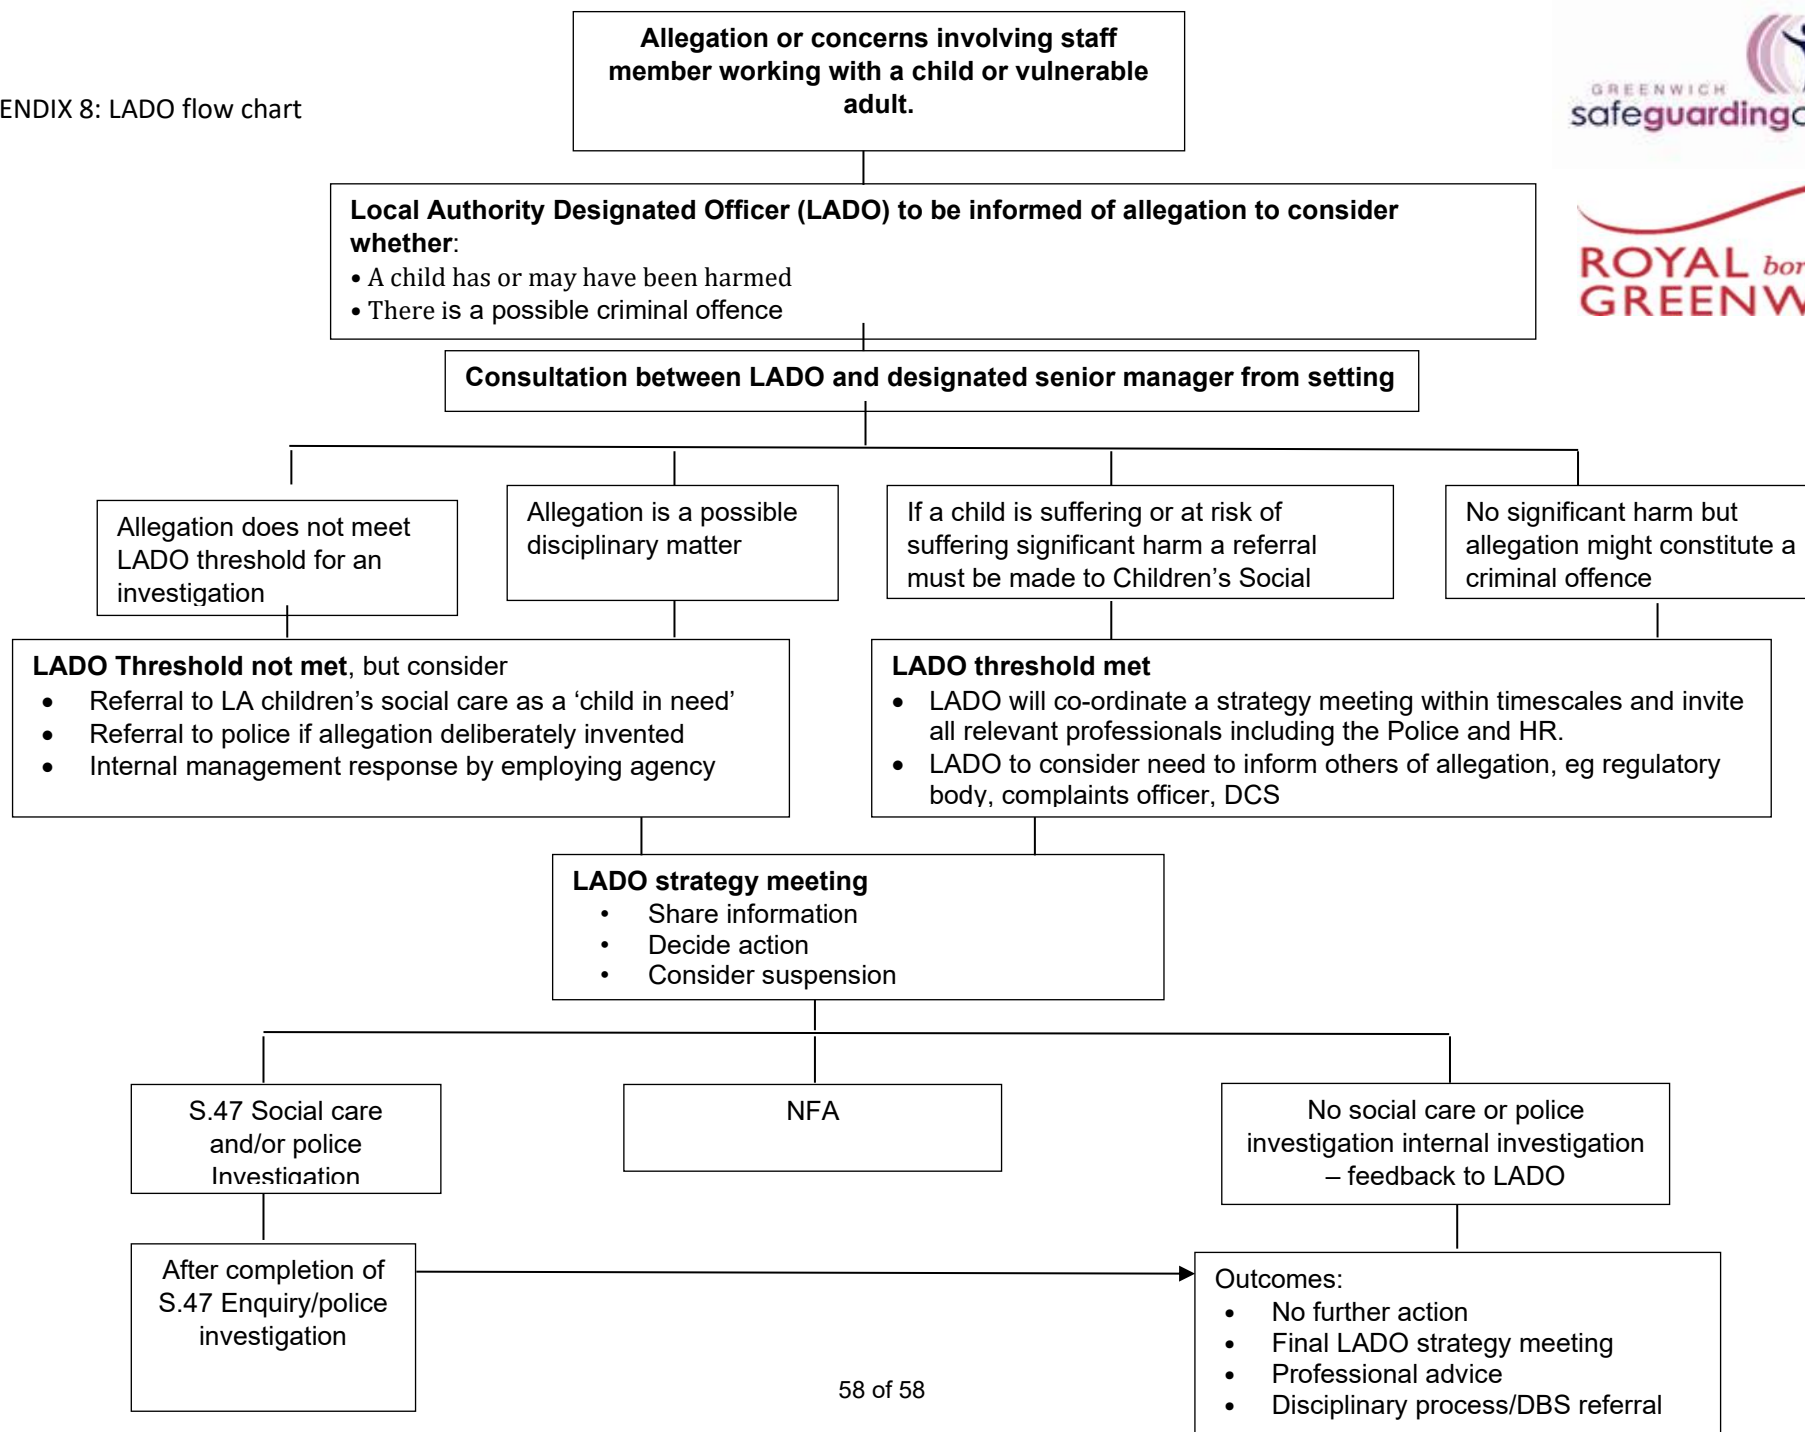 Allegation or concerns involving staff
member working with a child or vulnerable
adult.
ENDIX 8: LADO flow chart
GREENWICH
safeguarding
ROYAL
GREENW
Local Authority Designated Officer (LADO) to be informed of allegation to consider
whether:
• A child has or may have been harmed
• There is a possible criminal offence
Consultation between LADO and designated senior manager from setting
Allegation does not meet
LADO threshold for an
investigation
Allegation is a possible
disciplinary matter
If a child is suffering or at risk of
suffering significant harm a referral
must be made to Children’s Social
No significant harm but
allegation might constitute a
criminal offence
LADO Threshold not met, but consider
• Referral to LA children’s social care as a ‘child in need’
• Referral to police if allegation deliberately invented
• Internal management response by employing agency
LADO threshold met
• LADO will co-ordinate a strategy meeting within timescales and invite
all relevant professionals including the Police and HR.
• LADO to consider need to inform others of allegation, eg regulatory
body, complaints officer, DCS
LADO strategy meeting
• Share information
• Decide action
• Consider suspension
S.47 Social care
and/or police
Investigation
NFA
No social care or police
investigation internal investigation
– feedback to LADO
After completion of
S.47 Enquiry/police
investigation
Outcomes:
• No further action
• Final LADO strategy meeting
• Professional advice
• Disciplinary process/DBS referral
58 of 58